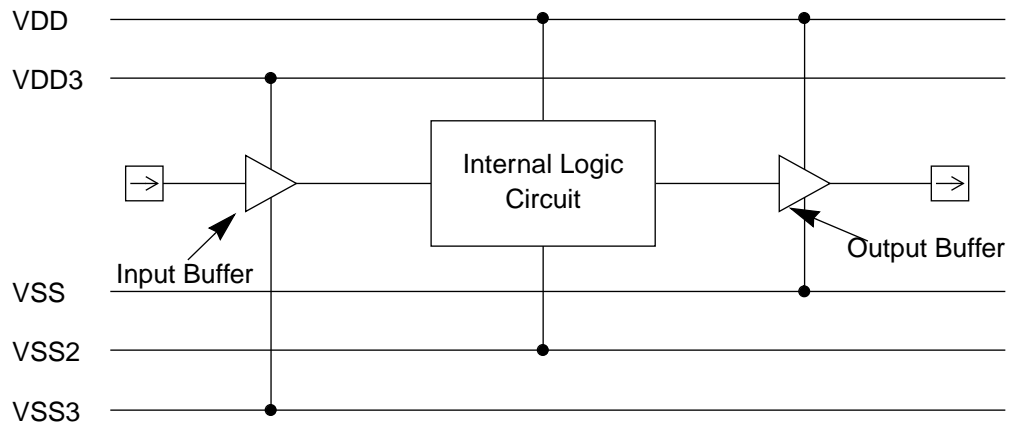 VDD
VDD3
Internal Logic
Circuit
Input Buffer
Output Buffer
VSS
VSS2
VSS3